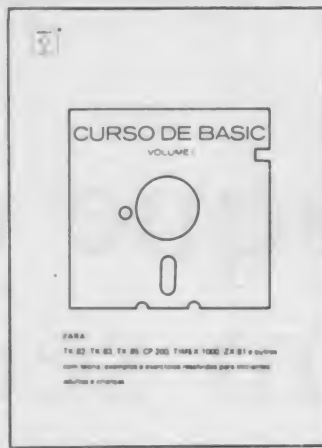 CURSO DE BASIC
VOLUME I
PARA
TK 82, TK 83, TK 85, CP 200, TIMEX 1000, ZX 81 e outros
com teoria, exemplos e exercícios resolvidos para iniciantes
adultos e crianças